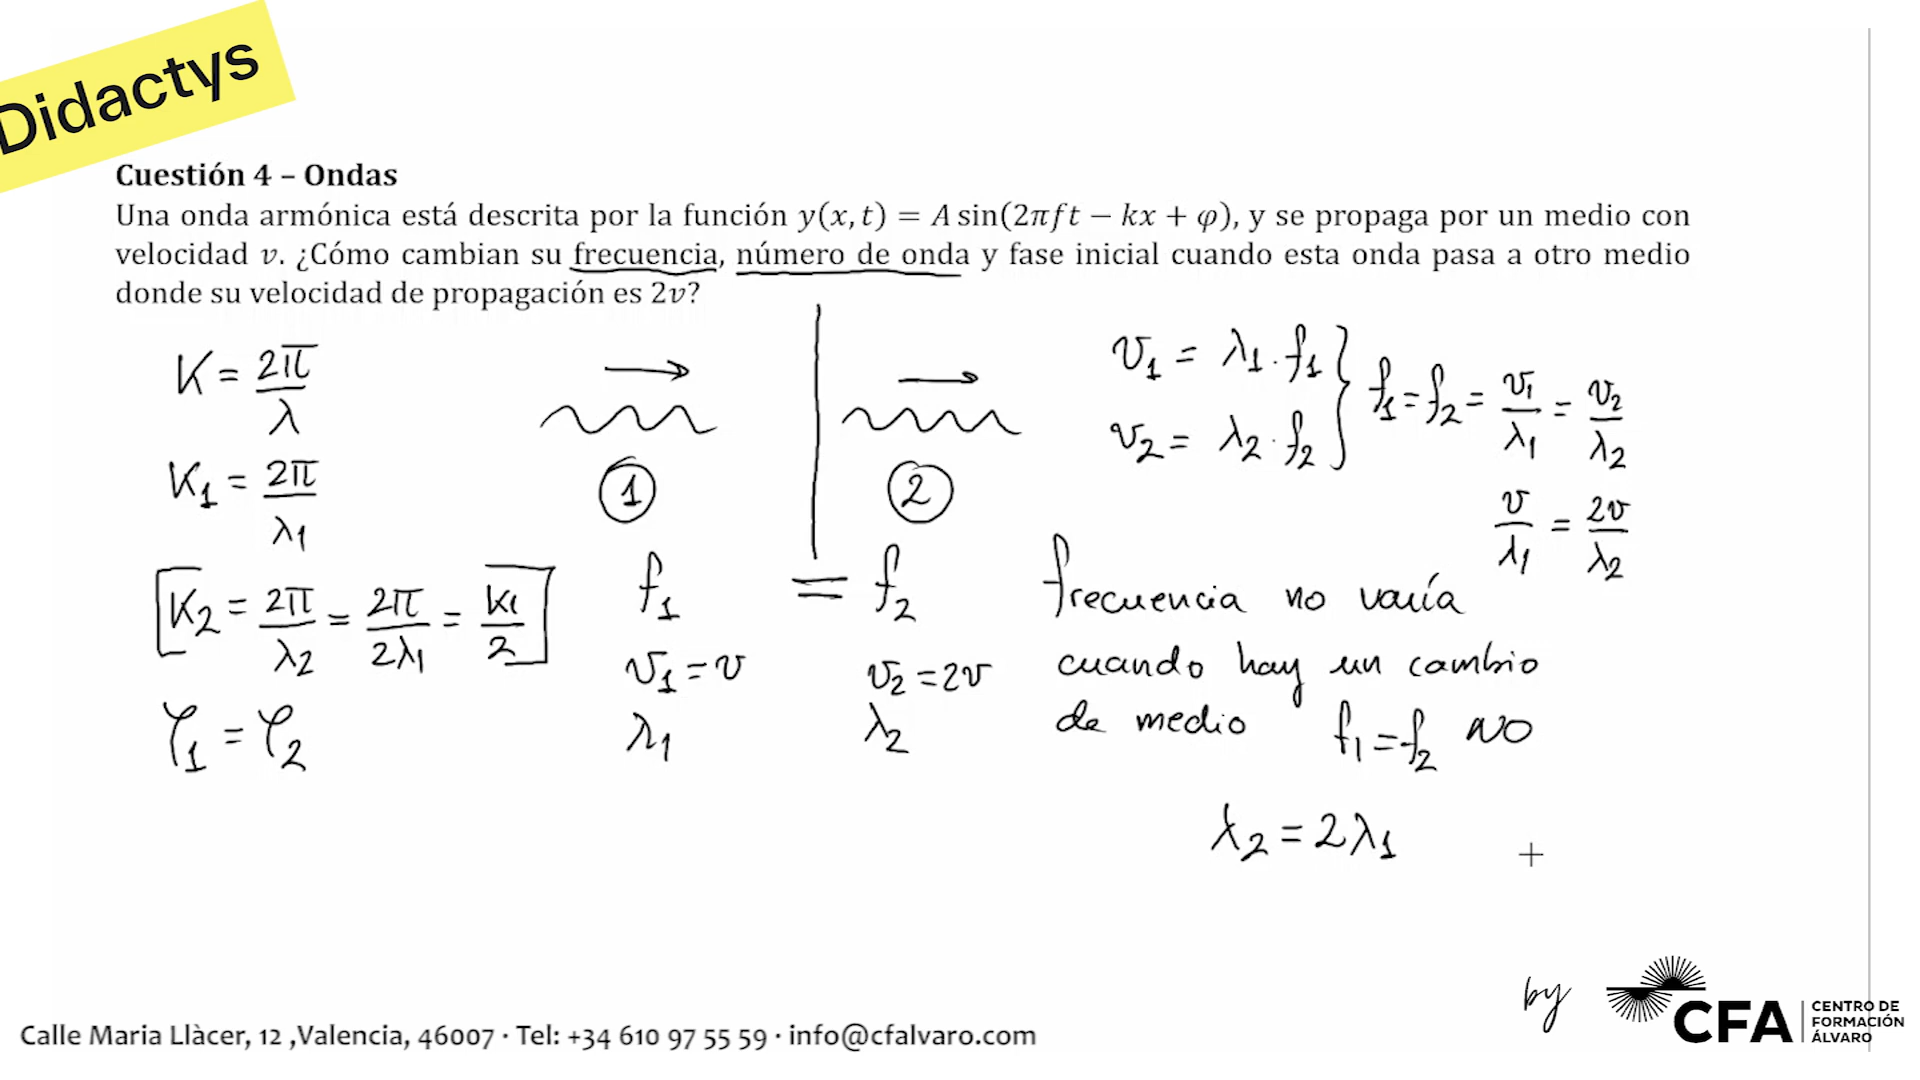 Didactys
Cuestión 4 – Ondas
Una onda armónica está descrita por la función y(x, t) = A sin(2πft − kx + φ), y se propaga por un medio con
velocidad v. ¿Cómo cambian su frecuencia, número de onda y fase inicial cuando esta onda pasa a otro medio
donde su velocidad de propagación es 2v?
K = 2π/λ
K₁ = 2π/λ₁
K₂ = 2π/λ₂ = 2π/2λ₁ = K₁/2
φ₁ = φ₂
1
2
f₁ = f₂
v₁ = v
v₂ = 2v
λ₁
λ₂
v₁ = λ₁ · f₁
v₂ = λ₂ · f₂
f₁ = f₂ = v₁/λ₁ = v₂/λ₂
v/λ₁ = 2v/λ₂
frecuencia no varía
cuando hay un cambio
de medio f₁ = f₂ NO
λ₂ = 2λ₁
by
CFA
CENTRO DE
FORMACIÓN
ÁLVARO
Calle Maria Llàcer, 12 ,Valencia, 46007 · Tel: +34 610 97 55 59 · info@cfalvaro.com